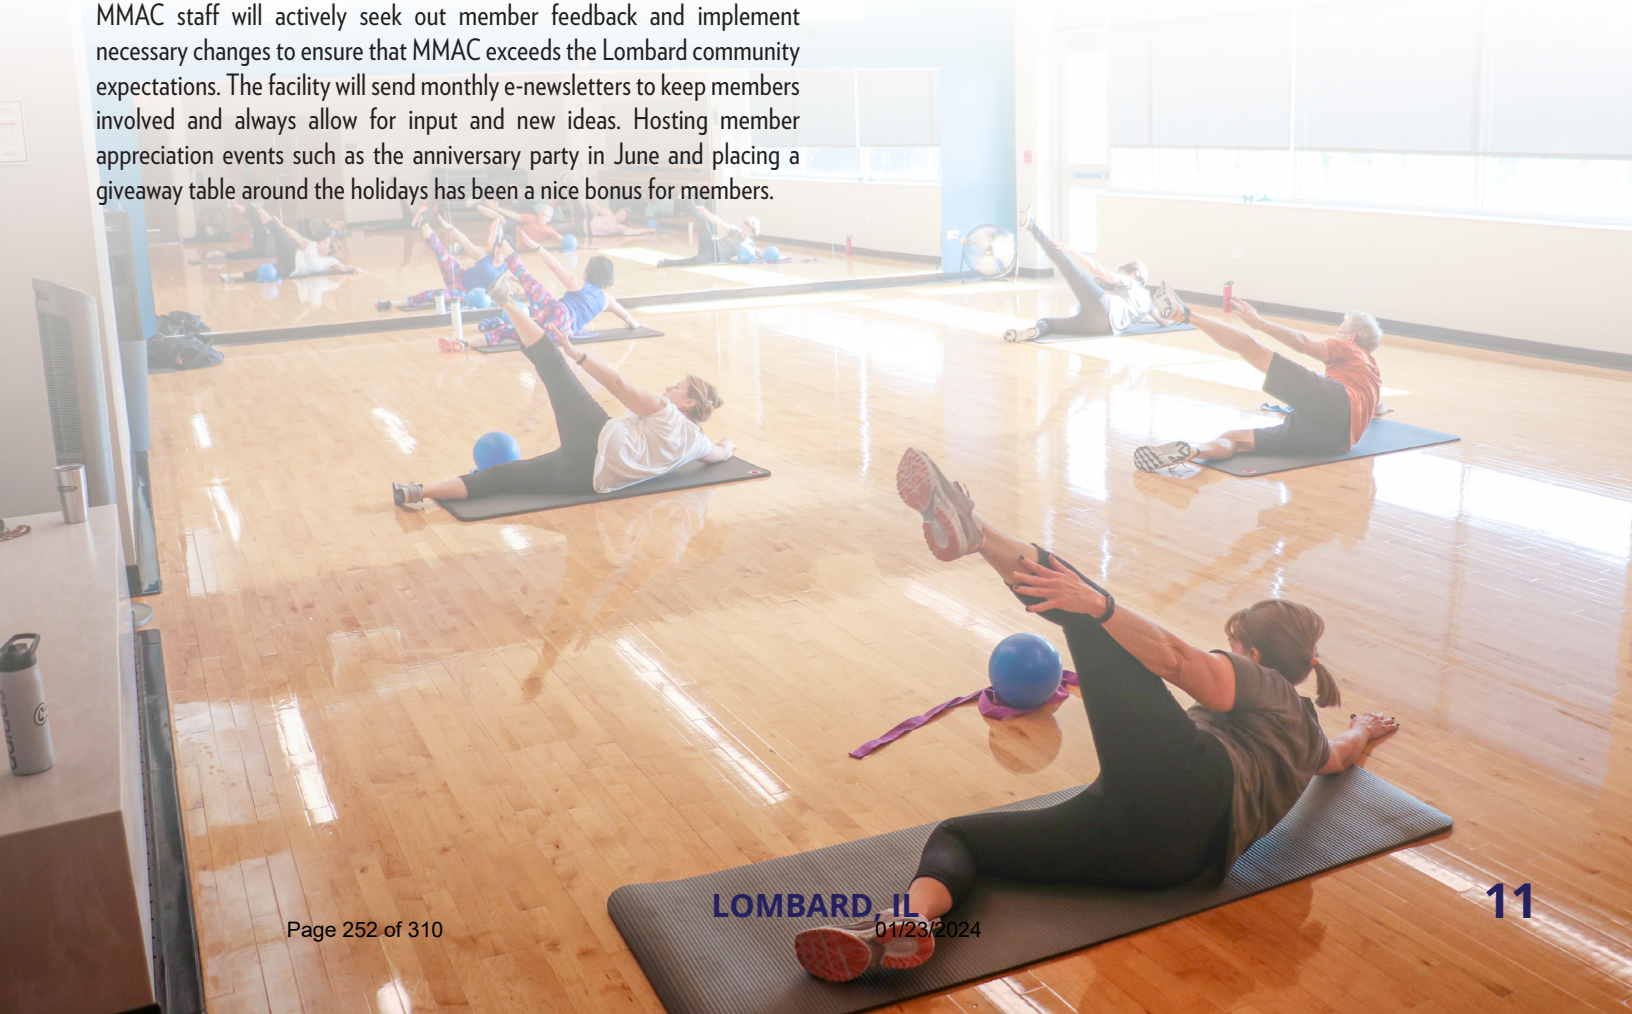 MMAC staff will actively seek out member feedback and implement
necessary changes to ensure that MMAC exceeds the Lombard community
expectations. The facility will send monthly e-newsletters to keep members
involved and always allow for input and new ideas. Hosting member
appreciation events such as the anniversary party in June and placing a
giveaway table around the holidays has been a nice bonus for members.
LOMBARD, IL
11
Page 252 of 310
01/23/2024